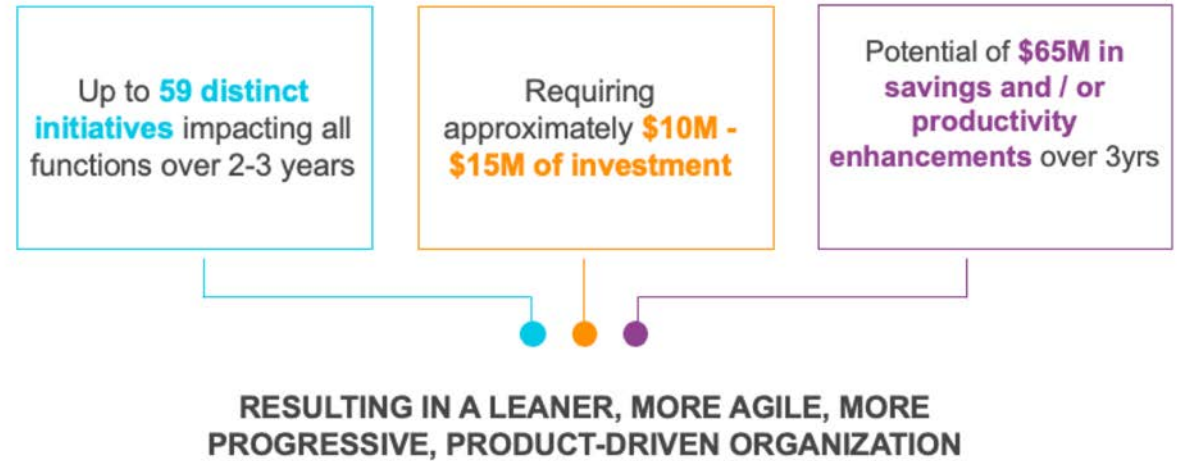 Up to 59 distinct
initiatives impacting all
functions over 2-3 years
Requiring
approximately $10M -
$15M of investment
Potential of $65M in
savings and / or
productivity
enhancements over 3yrs
RESULTING IN A LEANER, MORE AGILE, MORE
PROGRESSIVE, PRODUCT-DRIVEN ORGANIZATION